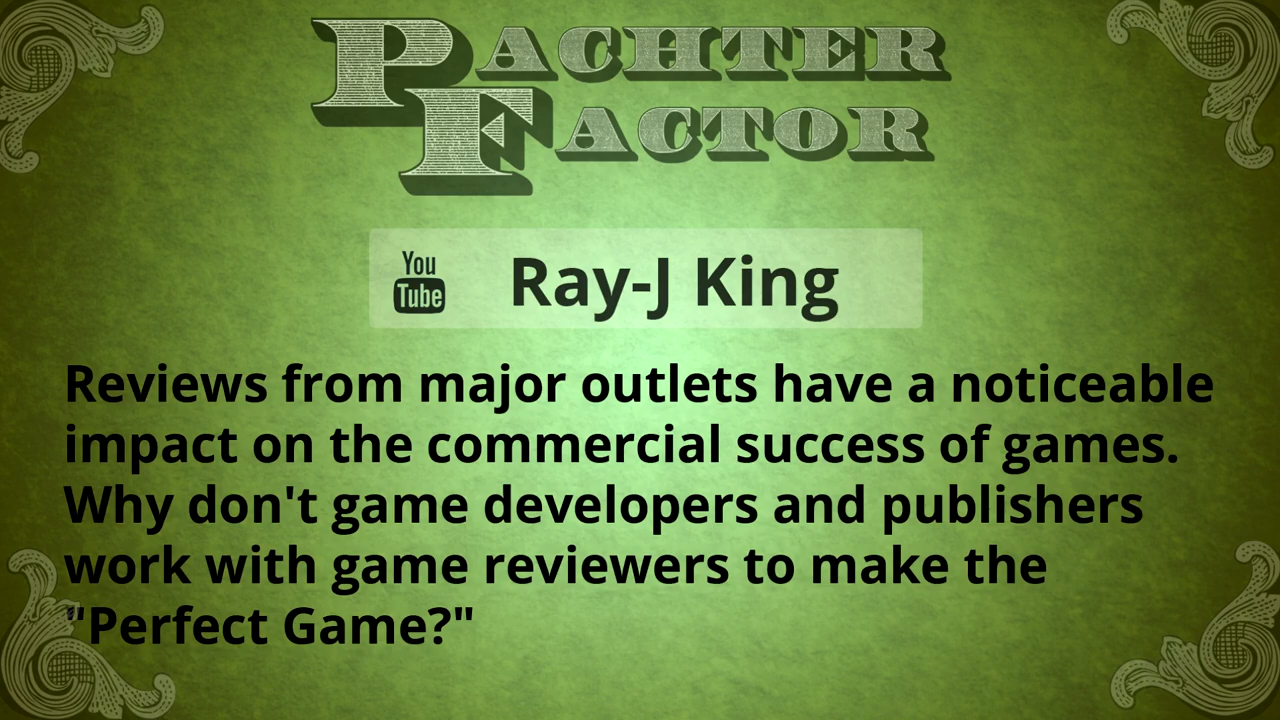 PACHTER
FACTOR
You
Tube
Ray-J King
Reviews from major outlets have a noticeable
impact on the commercial success of games.
Why don't game developers and publishers
work with game reviewers to make the
"Perfect Game?"